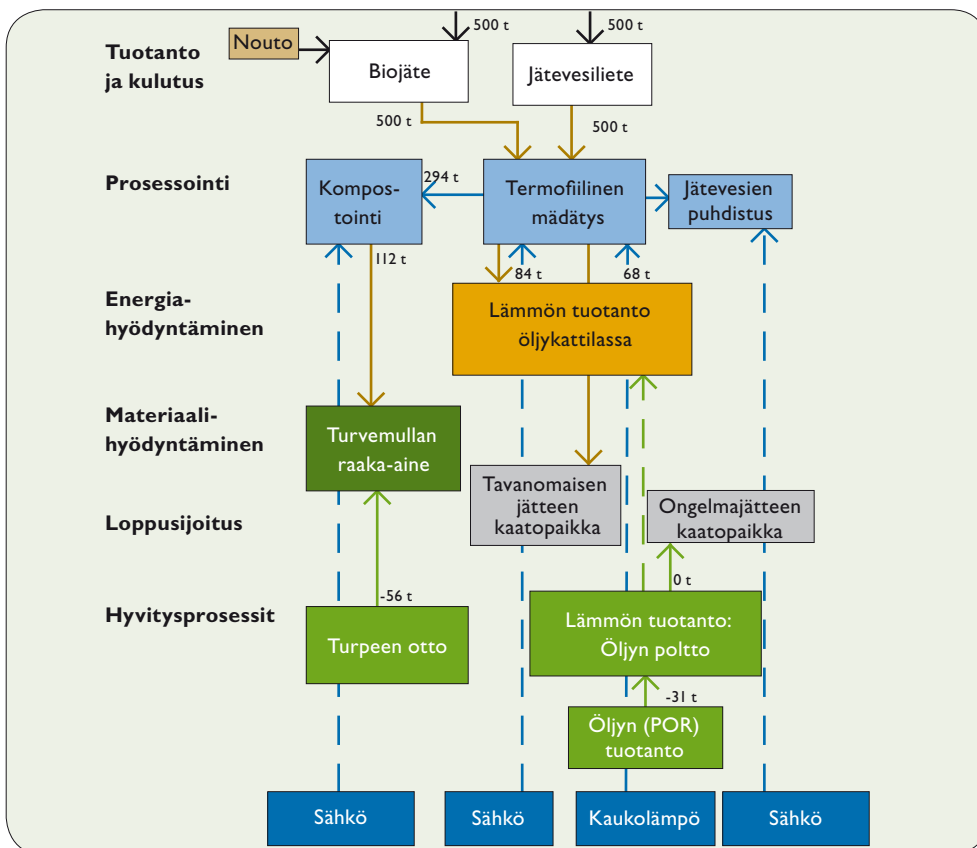 500 t
500 t
Nouto
Tuotanto
ja kulutus
Biojäte
Jätevesiliete
500 t
500 t
Prosessointi
Kompos-
tointi
294 t
Termofiilinen
mädätys
Jätevesien
puhdistus
112 t
84 t
68 t
Energia-
hyödyntäminen
Lämmön tuotanto
öljykattilassa
Materiaali-
hyödyntäminen
Turvemullan
raaka-aine
Loppusijoitus
Tavanomaisen
jätteen
kaatopaikka
Ongelmajätteen
kaatopaikka
0 t
-56 t
Hyvitysprosessit
Turpeen otto
Lämmön tuotanto:
Öljyn poltto
-31 t
Öljyn (POR)
tuotanto
Sähkö
Sähkö
Kaukolämpö
Sähkö